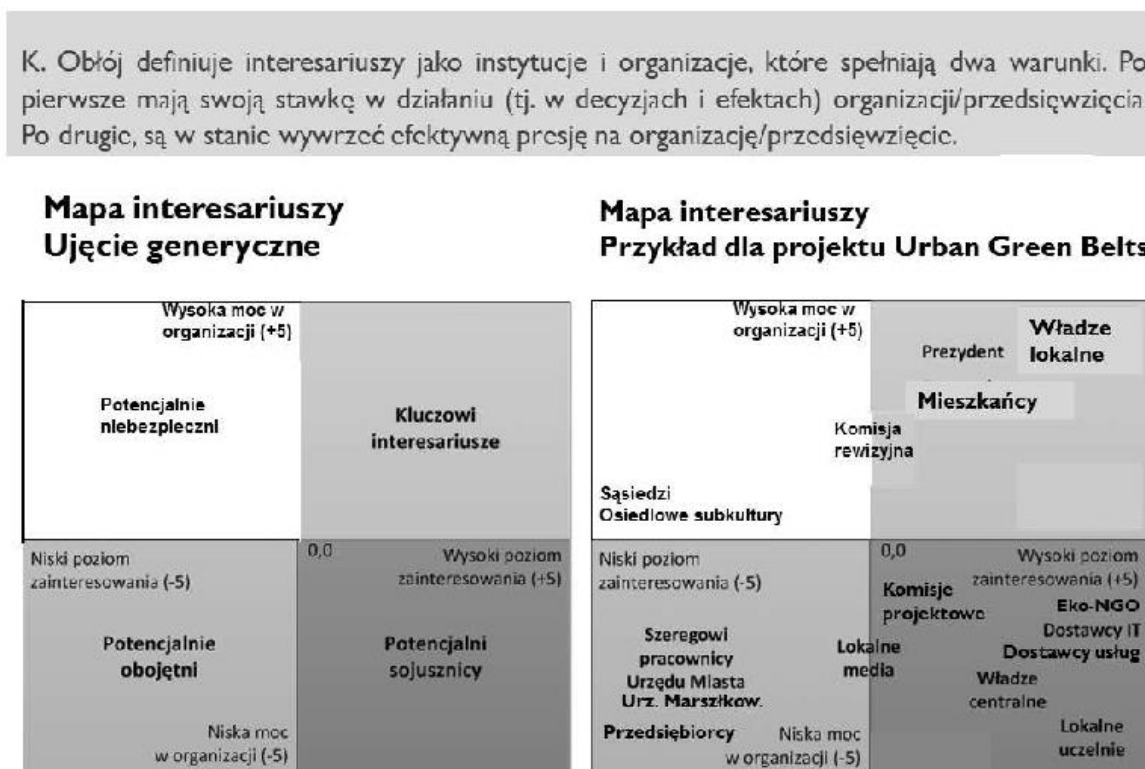 K. Obłój definiuje interesariuszy jako instytucje i organizacje, które spełniają dwa warunki. Po
pierwsze mają swoją stawkę w działaniu (tj. w decyzjach i efektach) organizacji/przedsięwzięcia
Po drugie, są w stanie wywrzeć efektywną presję na organizację/przedsięwzięcie.
Mapa interesariuszy
Ujęcie generyczne
Wysoka moc w
organizacji (+5)
Potencjalnie
niebezpieczni
Kluczowi
interesariusze
Niski poziom
zainteresowania (-5)
0,0
Wysoki poziom
zainteresowania (+5)
Potencjalnie
obojętni
Potencjalni
sojusznicy
Niska moc
w organizacji (-5)
Mapa interesariuszy
Przykład dla projektu Urban Green Belts
Wysoka moc w
organizacji (+5)
Prezydent
Władze
lokalne
Mieszkańcy
Komisja
rewizyjna
Sąsiedzi
Osiedlowe subkultury
Niski poziom
zainteresowania (-5)
0,0
Wysoki poziom
zainteresowania (+5)
Komisje
projektowe
Eko-NGO
Dostawcy IT
Dostawcy usług
Szeregowi
pracownicy
Urzędu Miasta
Urz. Marszłkow.
Lokalne
media
Władze
centralne
Przedsiębiorcy
Niska moc
w organizacji (-5)
Lokalne
uczelnie